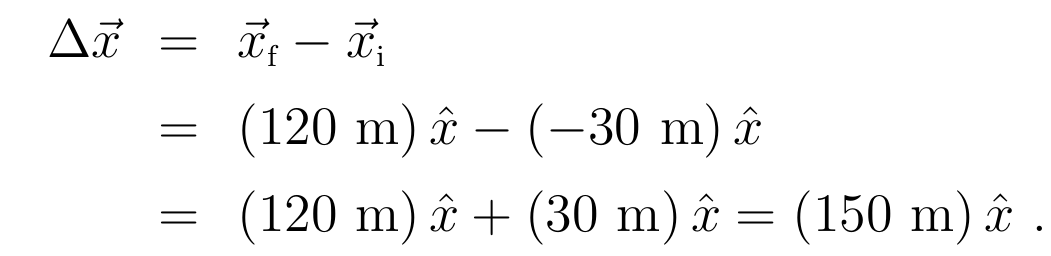 Δx⃗ = x⃗_f − x⃗_i
= (120 m) x̂ − (−30 m) x̂
= (120 m) x̂ + (30 m) x̂ = (150 m) x̂ .